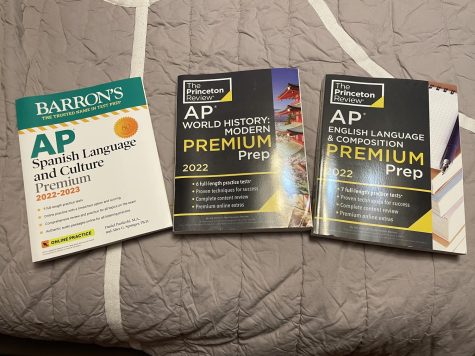 BARRON'S
THE TRUSTED NAME IN TEST PREP
AP
Spanish Language
and Culture
Premium
2022-2023
ONLINE PRACTICE
The
Princeton
Review
AP®
WORLD HISTORY:
MODERN
PREMIUM
Prep
2022
6 full-length practice tests
Proven techniques for success
Complete content review
Premium online extras
The
Princeton
Review
AP®
ENGLISH LANGUAGE
& COMPOSITION
PREMIUM
Prep
2022
7 full-length practice tests
Proven techniques for success
Complete content review
Premium online extras